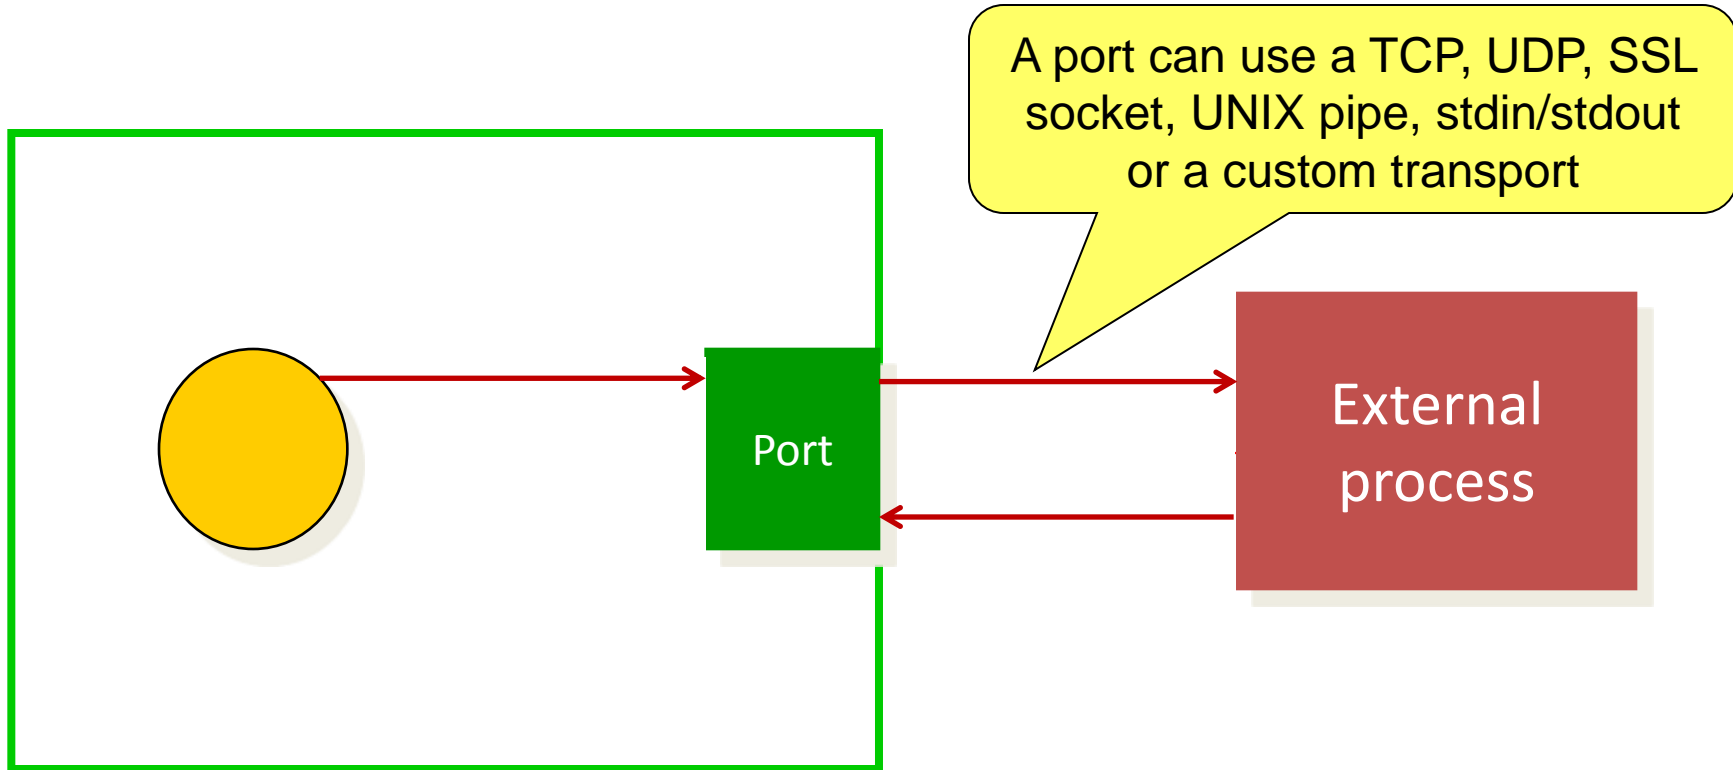 A port can use a TCP, UDP, SSL
socket, UNIX pipe, stdin/stdout
or a custom transport
Port
External
process